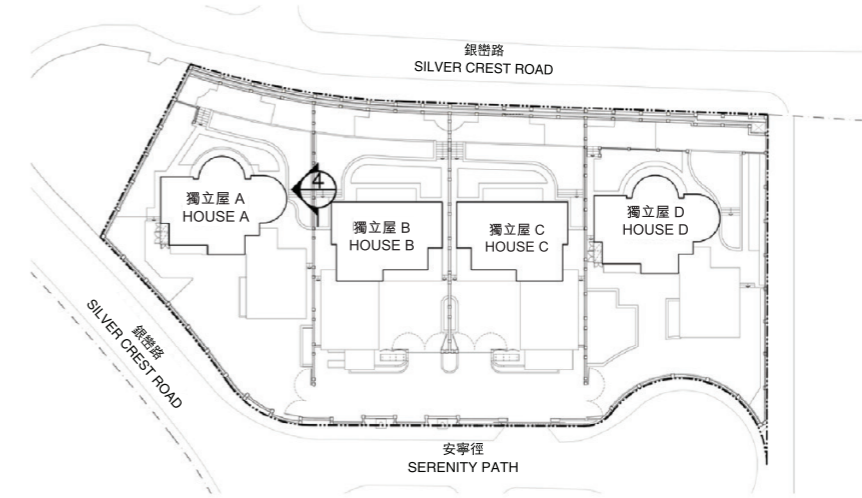 銀巒路
SILVER CREST ROAD
4
獨立屋 A
HOUSE A
獨立屋 B
HOUSE B
獨立屋 C
HOUSE C
獨立屋 D
HOUSE D
銀巒路
SILVER CREST ROAD
安寧徑
SERENITY PATH